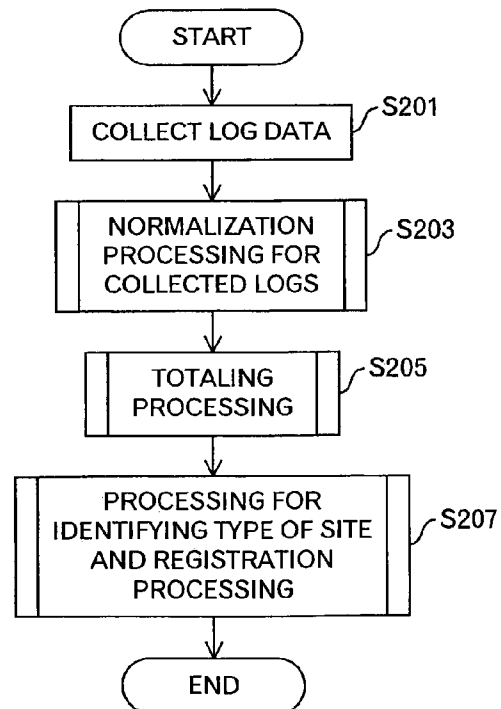 START
COLLECT LOG DATA
S201
NORMALIZATION
PROCESSING FOR
COLLECTED LOGS
S203
TOTALING
PROCESSING
S205
PROCESSING FOR
IDENTIFYING TYPE OF SITE
AND REGISTRATION
PROCESSING
S207
END